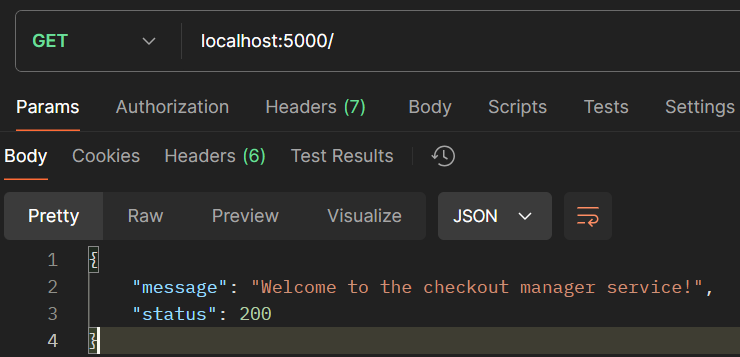 GET localhost:5000/
Params Authorization Headers (7) Body Scripts Tests Settings
Body Cookies Headers (6) Test Results
Pretty Raw Preview Visualize JSON
1 {
2 "message": "Welcome to the checkout manager service!",
3 "status": 200
4 }